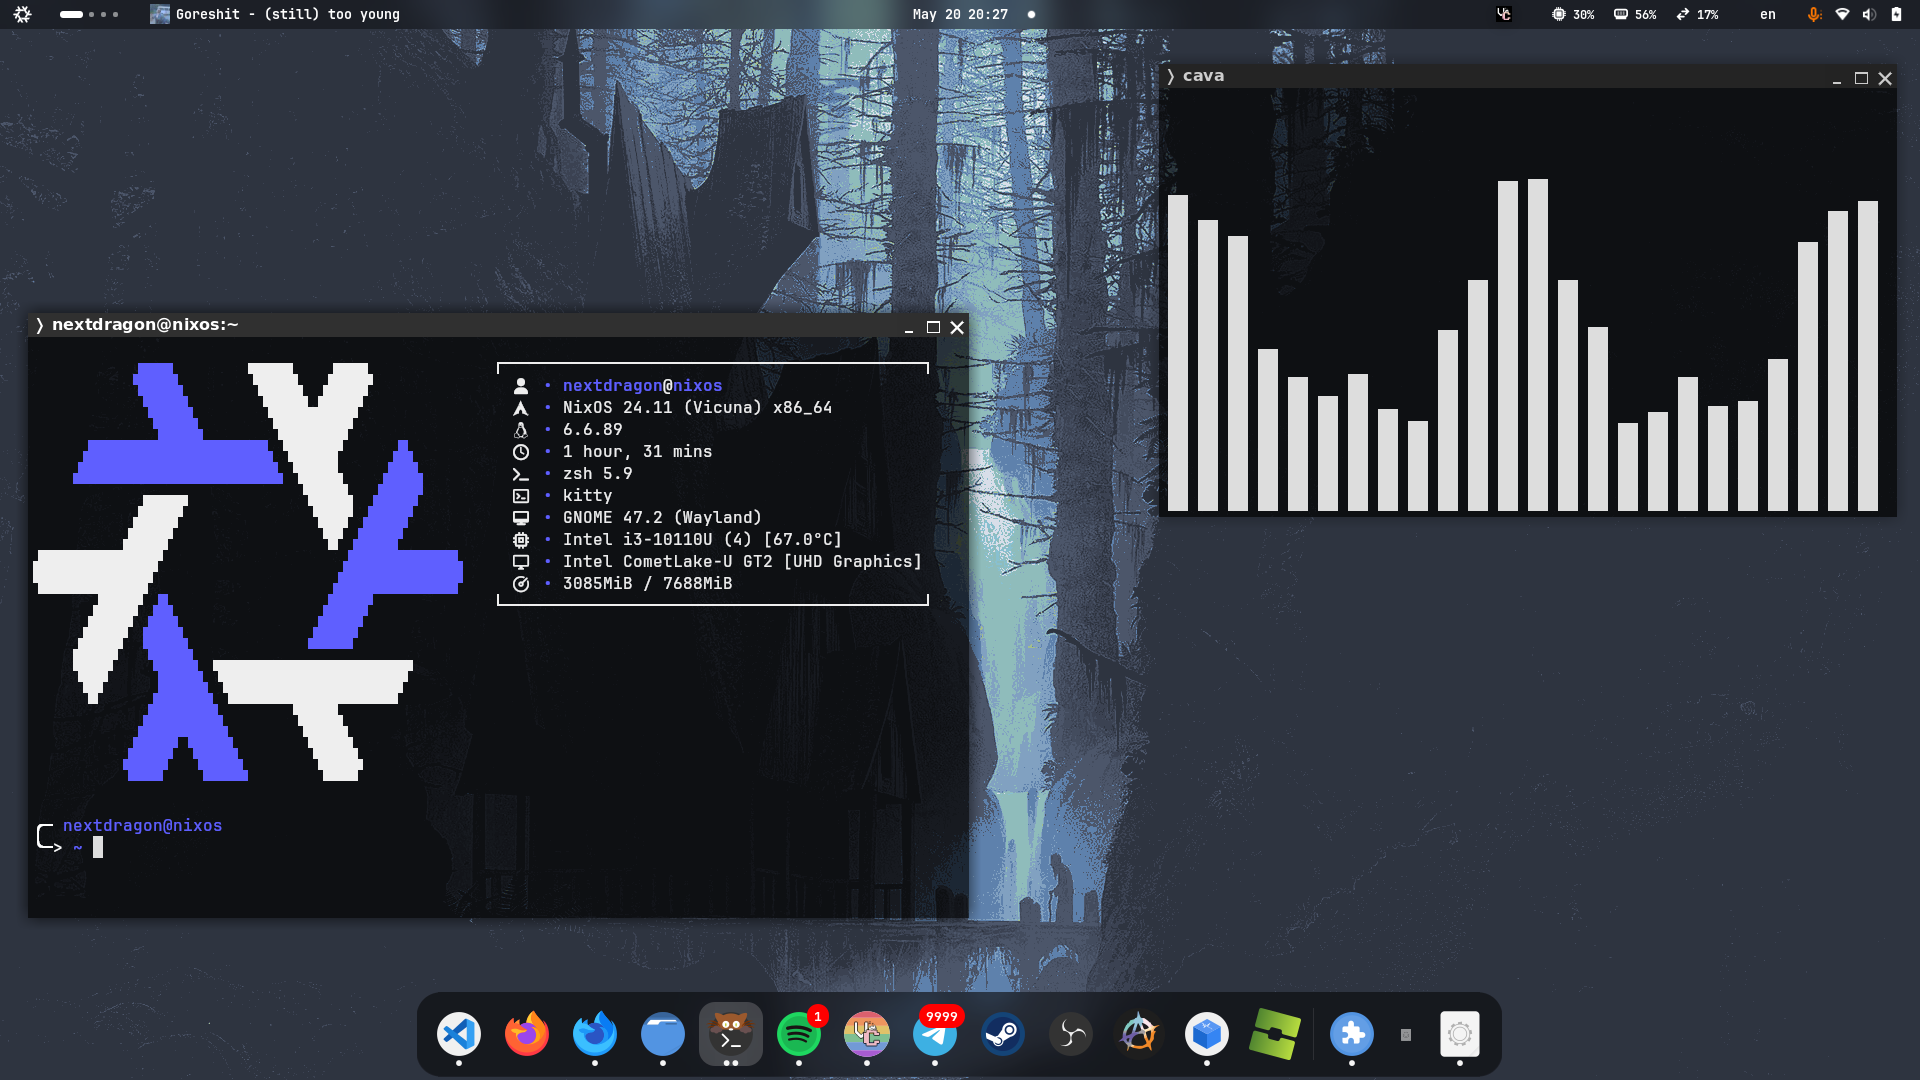 Goreshit - (still) too young
May 20 20:27
30%
56%
17%
en
cava
nextdragon@nixos:~
nextdragon@nixos
NixOS 24.11 (Vicuna) x86_64
6.6.89
1 hour, 31 mins
zsh 5.9
kitty
GNOME 47.2 (Wayland)
Intel i3-10110U (4) [67.0°C]
Intel CometLake-U GT2 [UHD Graphics]
3085MiB / 7688MiB
nextdragon@nixos
> ~
1
9999